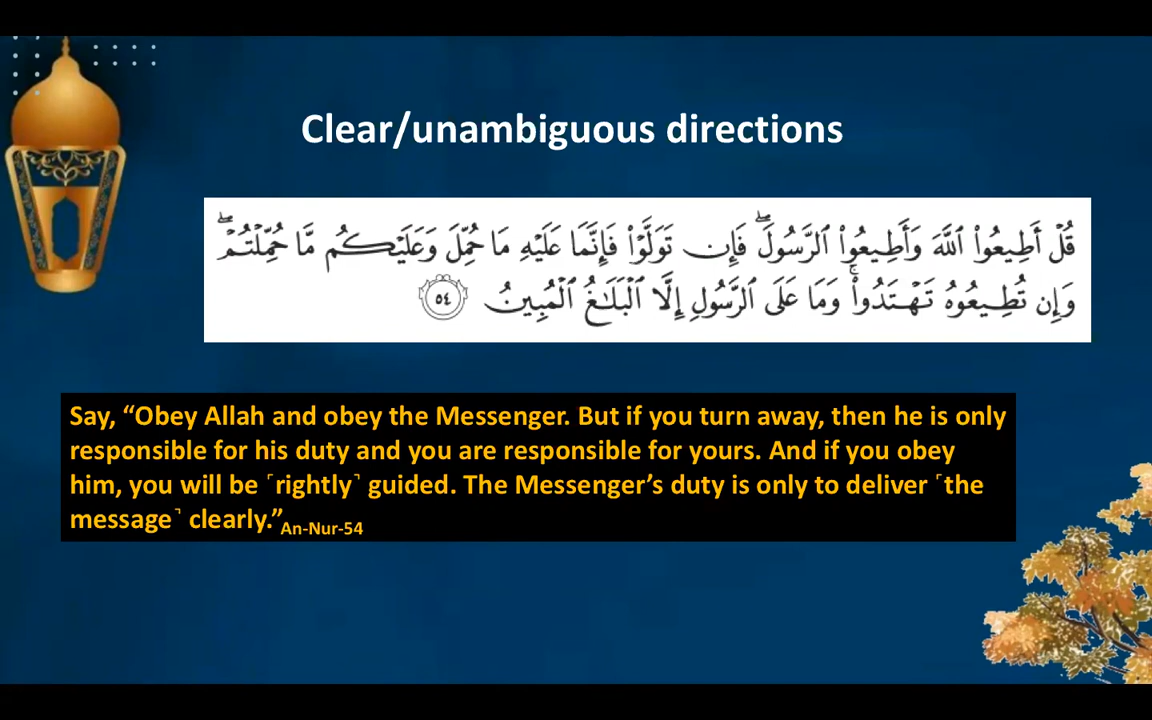 Clear/unambiguous directions
قُلْ أَطِيعُوا۟ ٱللَّهَ وَأَطِيعُوا۟ ٱلرَّسُولَ ۖ فَإِن تَوَلَّوْا۟ فَإِنَّمَا عَلَيْهِ مَا حُمِّلَ وَعَلَيْكُم مَّا حُمِّلْتُمْ ۖ
وَإِن تُطِيعُوهُ تَهْتَدُوا۟ ۚ وَمَا عَلَى ٱلرَّسُولِ إِلَّا ٱلْبَلَـٰغُ ٱلْمُبِينُ ٥٤
Say, “Obey Allah and obey the Messenger. But if you turn away, then he is only
responsible for his duty and you are responsible for yours. And if you obey
him, you will be ˹rightly˺ guided. The Messenger’s duty is only to deliver ˹the
message˺ clearly.”An-Nur-54